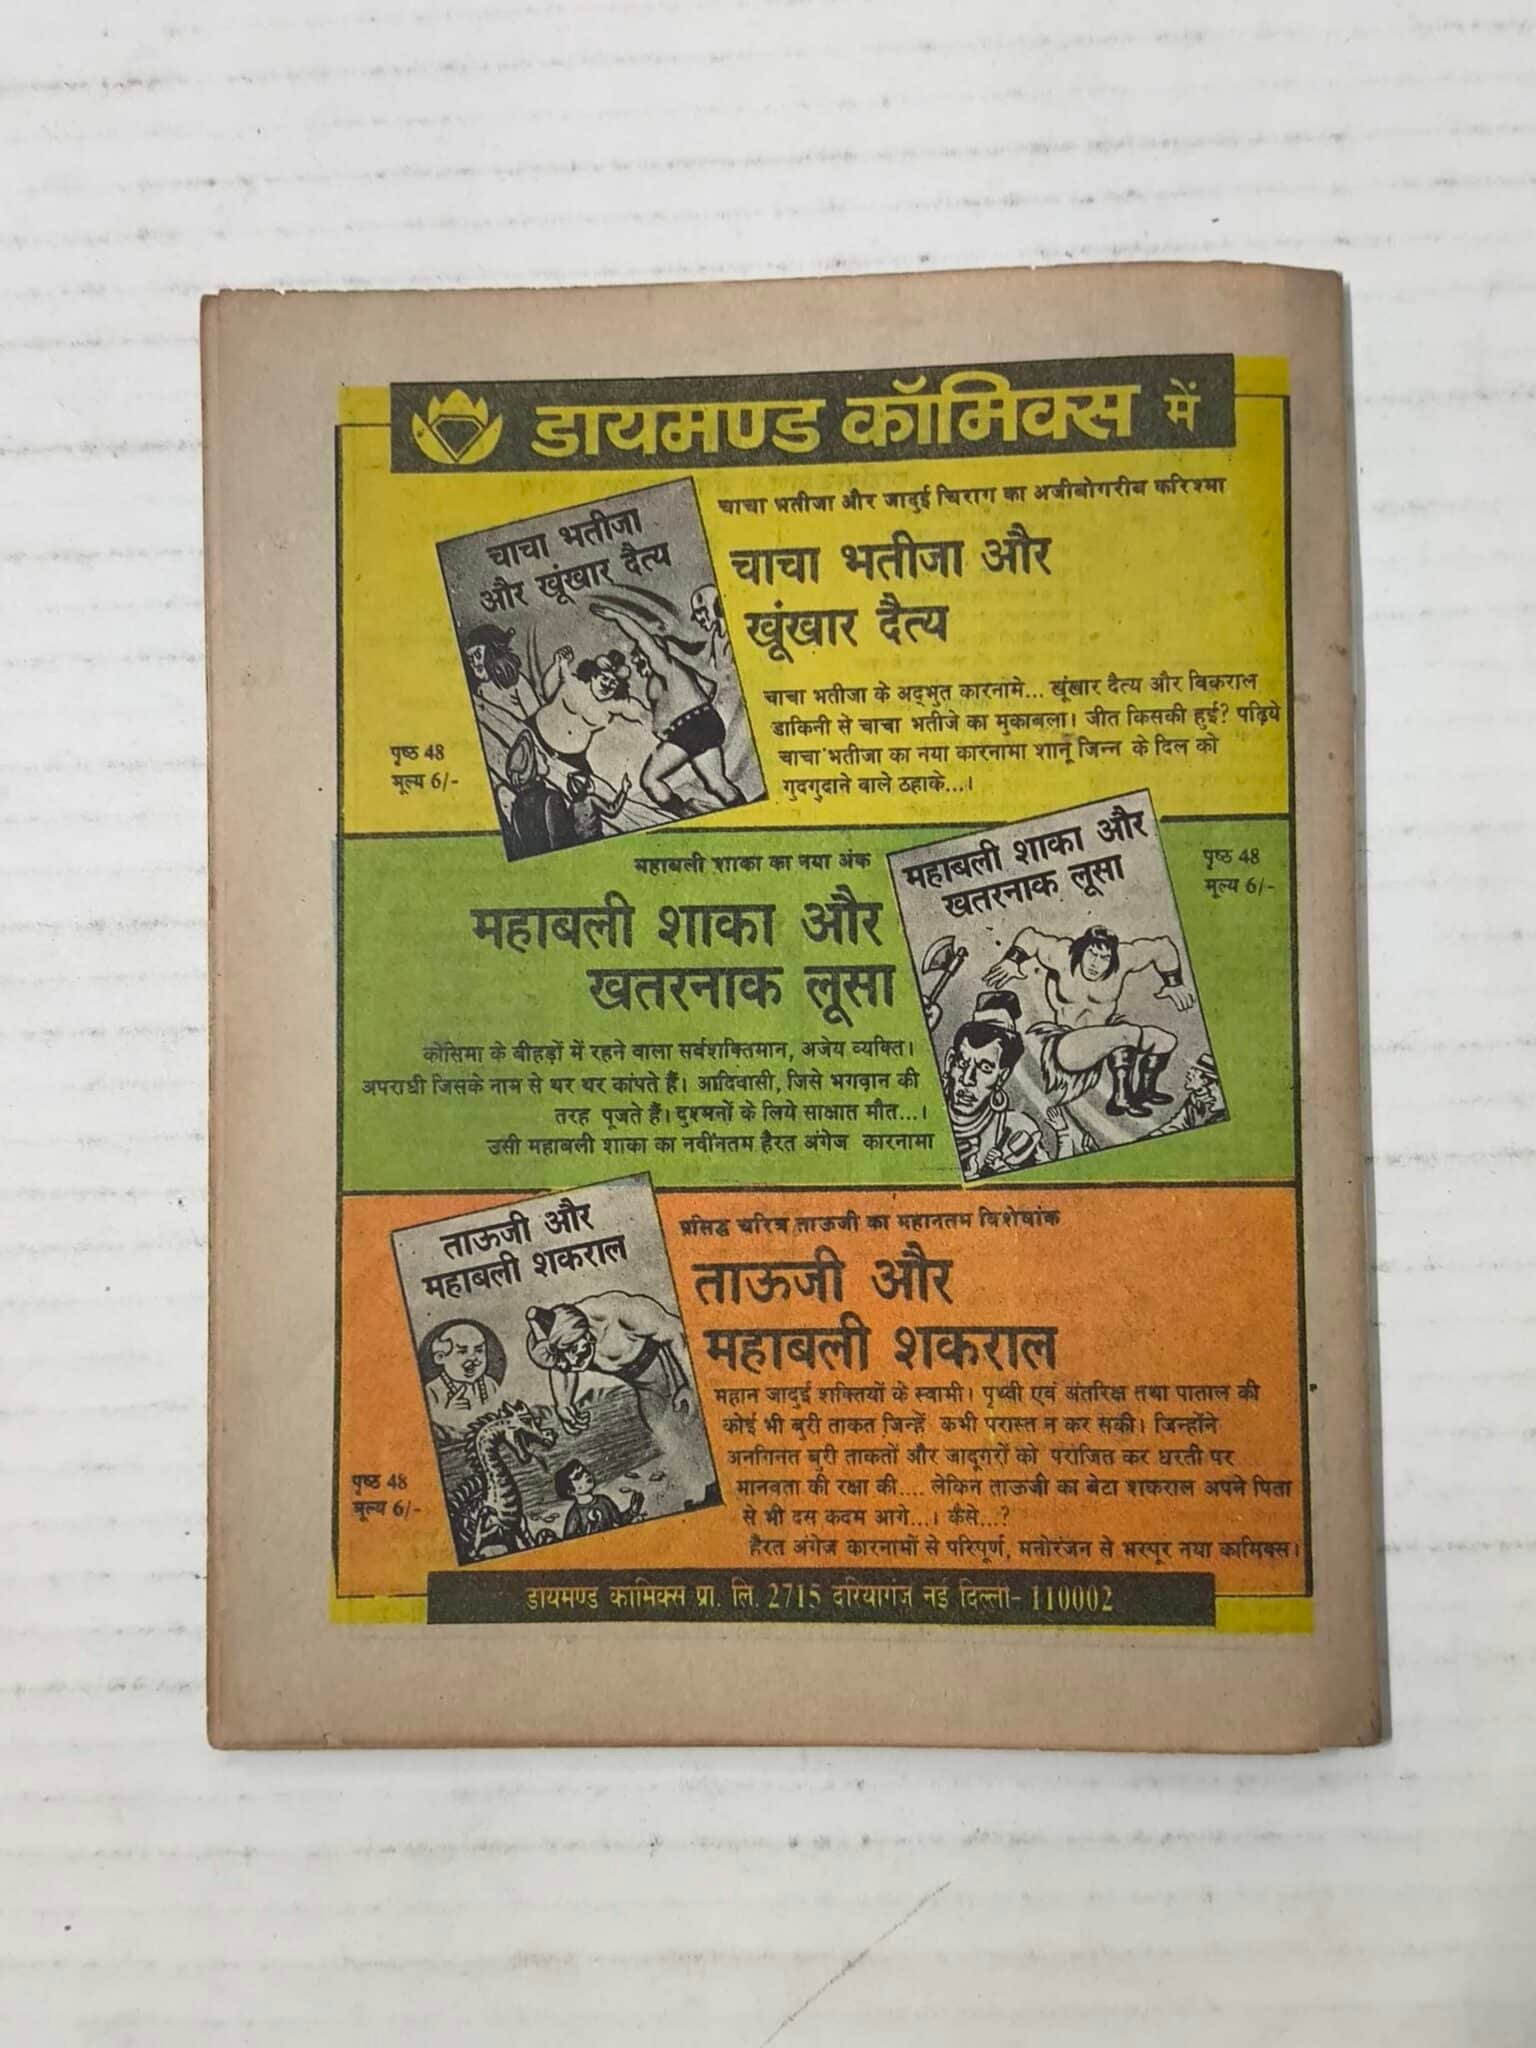 डायमण्ड कॉमिक्स में
चाचा भतीजा और जादुई चिराग का अजीबोगरीब करिश्मा
चाचा भतीजा
और खूंखार दैत्य
चाचा भतीजा और
खूंखार दैत्य
चाचा भतीजा के अद्भुत कारनामे... खूंखार दैत्य और विकराल
डाकिनी से चाचा भतीजे का मुकाबला। जीत किसकी हुई? पढ़िये
चाचा भतीजा का नया कारनामा शानू जिन्न के दिल को
गुदगुदाने वाले ठहाके...।
पृष्ठ 48
मूल्य 6/-
महाबली शाका का नया अंक
महाबली शाका और
खतरनाक लूसा
कोसिमा के बीहड़ों में रहने वाला सर्वशक्तिमान, अजेय व्यक्ति।
अपराधी जिसके नाम से थर थर कांपते हैं। आदिवासी, जिसे भगवान की
तरह पूजते हैं। दुश्मनों के लिये साक्षात मौत...।
उसी महाबली शाका का नवींनतम हैरत अंगेज कारनामा
महाबली शाका और
खतरनाक लूसा
पृष्ठ 48
मूल्य 6/-
ताऊजी और
महाबली शकराल
प्रसिद्ध चरित्र ताऊजी का महानतम विशेषांक
ताऊजी और
महाबली शकराल
महान जादुई शक्तियों के स्वामी। पृथ्वी एवं अंतरिक्ष तथा पाताल की
कोई भी बुरी ताकत जिन्हें कभी परास्त न कर सकी। जिन्होंने
अनगिनत बुरी ताकतों और जादूगरों को पराजित कर धरती पर
मानवता की रक्षा की.... लेकिन ताऊजी का बेटा शकराल अपने पिता
से भी दस कदम आगे...। कैसे...?
हैरत अंगेज कारनामों से परिपूर्ण, मनोरंजन से भरपूर नया कामिक्स।
पृष्ठ 48
मूल्य 6/-
डायमण्ड कामिक्स प्रा. लि. 2715 दरियागंज नई दिल्ली- 110002